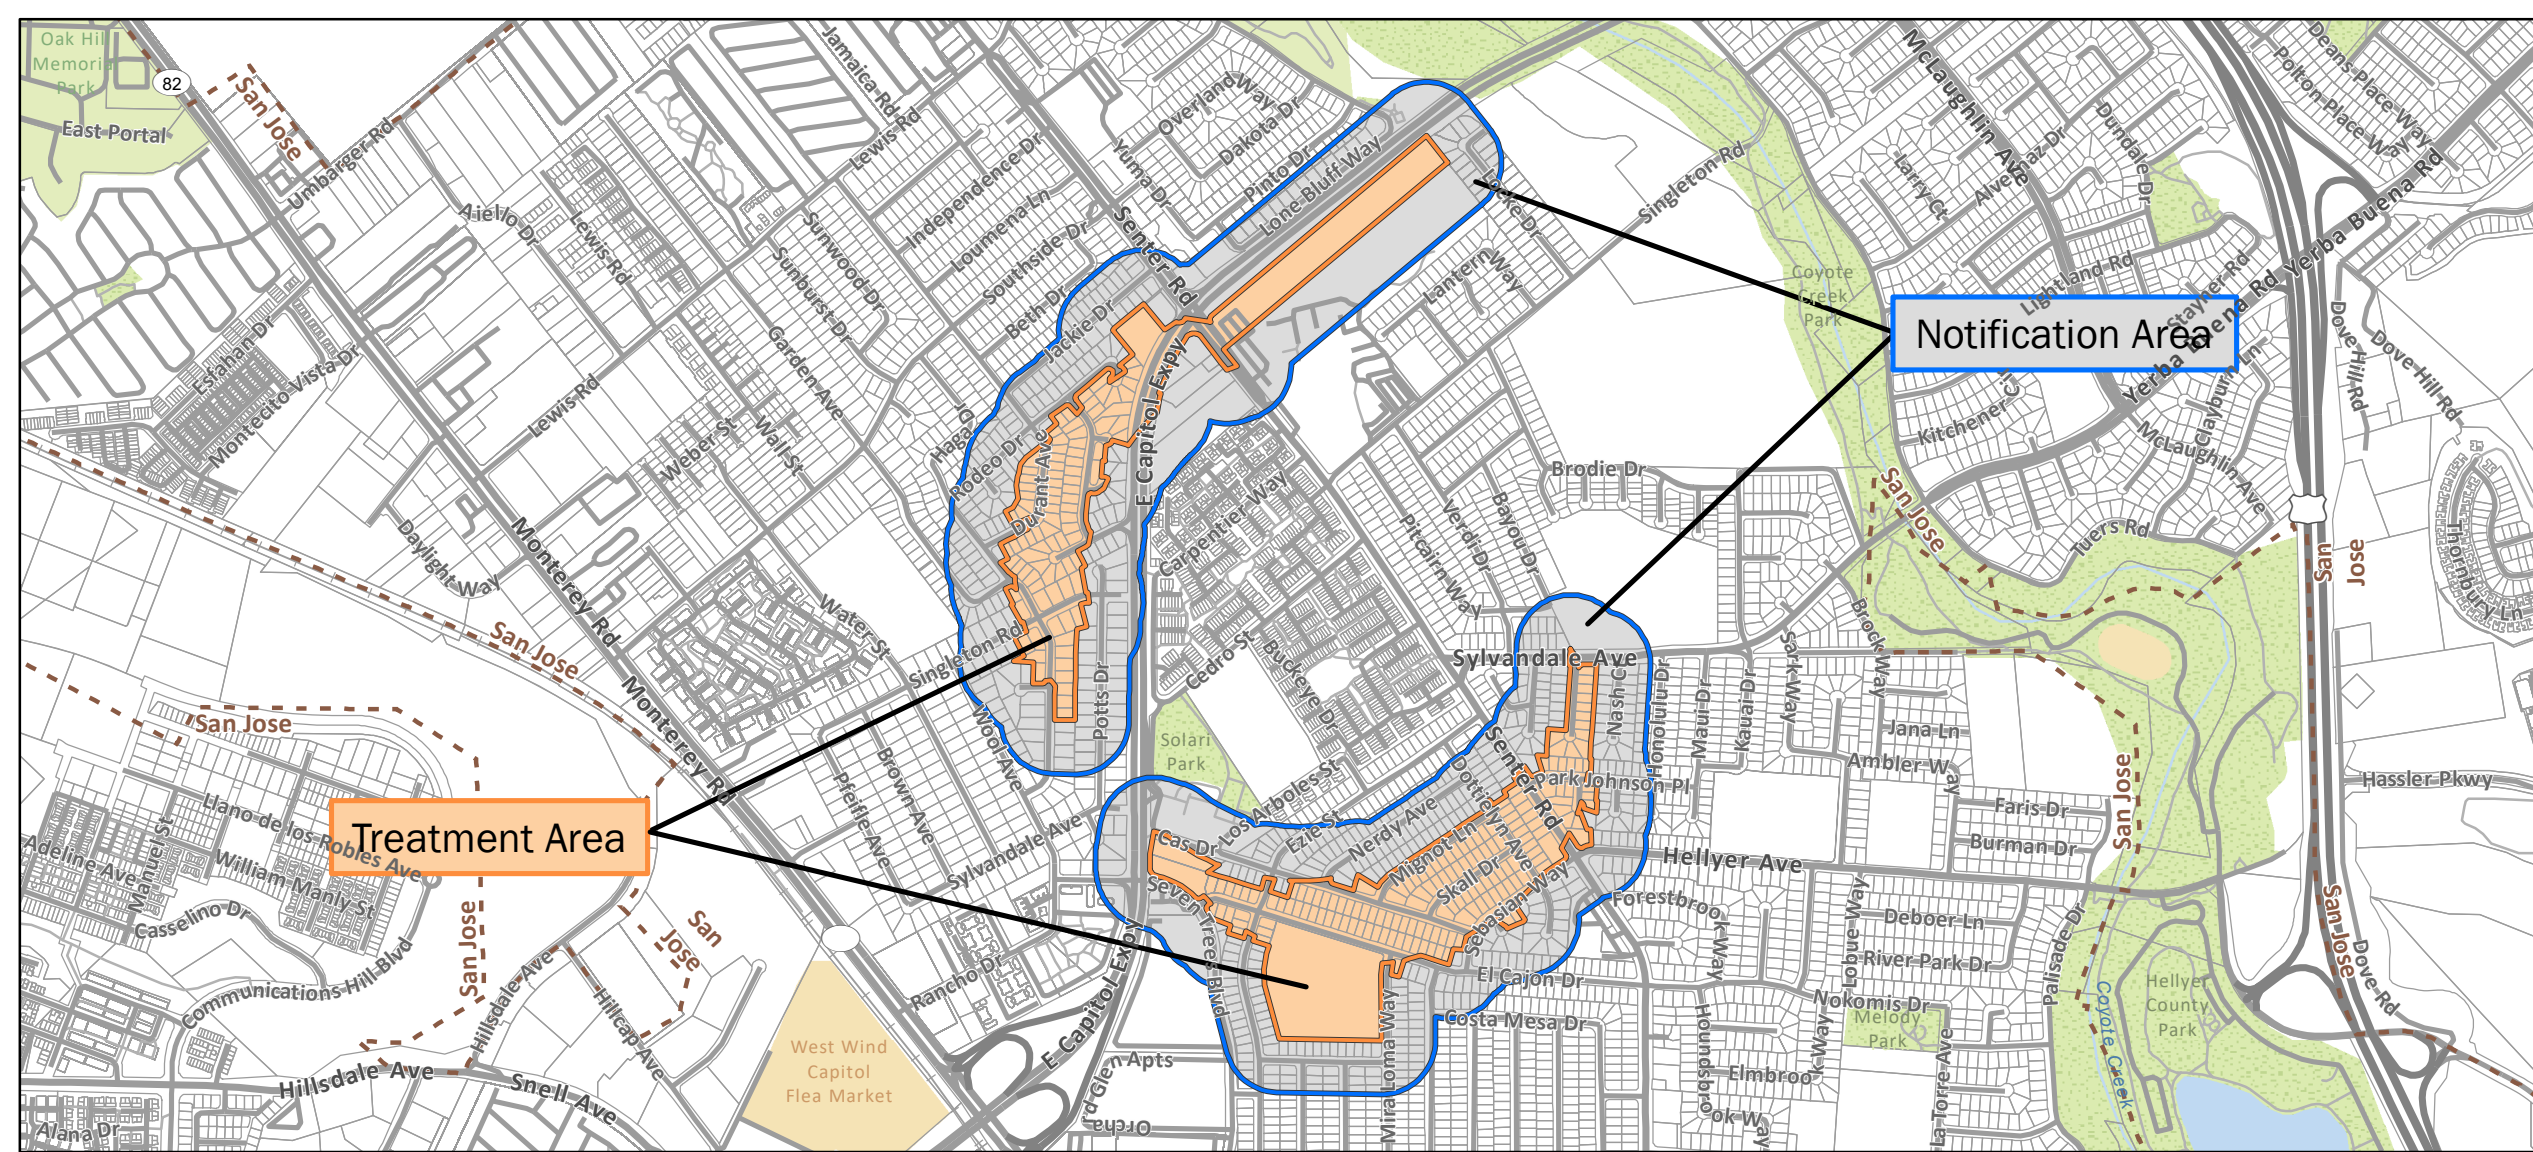 Oak Hill
Memorial
Park
82
East Portal
San Jose
Umbarger Rd
Jamaica Rd
Lewis Rd
Aiello Dr
Lewis Rd
Independence Dr
Loumena Ln
Southside Dr
Sunwood Dr
Sunburst Dr
Garden Ave
Beth Dr
Jackie Dr
Senter Rd
Yuma Dr
Overland Way
Dakota Dr
Pinto Dr
Lone Bluff Way
Locke Dr
Singleton Rd
Lantern Way
McLaughlin Ave
Larry Ct
Alvernaz Dr
Dundale Dr
Deans Place Way
Polton Place Way
Yerba Buena Rd
Yerba Buena Rd
Lightland Rd
Stayner Rd
Coyote
Creek
Park
Notification Area
Yerba Buena Rd
Clayburn Ln
Kitchener C
McLaughlin Ave
Dove Hill Rd
Dove Hill Rd
Esfahan Dr
Montecito Vista Dr
Lewis Rd
Weber St
Wall St
Daylight Way
Monterey Rd
Rodeo Dr
Durant Ave
E Capitol Expy
Carpentier Way
Pitcairn Way
Verdi Dr
Bayou Dr
Brodie Dr
San Jose
Tuers Rd
San
Jose
Thornbury Ln
San Jose
Monterey Rd
Water St
Singleton Rd
Wool Ave
Potts Dr
Cedro St
Buckeye Dr
Sylvandale Ave
Nash Ct
Honolulu Dr
Maui Dr
Kauai Dr
Sark Way
Brock Way
Jana Ln
Ambler Way
Faris Dr
Burman Dr
San Jose
Hassler Pkwy
Solari
Park
San Jose
Llano de los Robles Ave
Treatment Area
Adeline Ave
Manuel St
William Manly St
Casselino Dr
Communications Hill Blvd
San Jose
San
Jose
Brown Ave
Pfeifle Ave
Sylvandale Ave
Los Arboles St
Cas Dr
Ezie St
Nerdy Ave
Mignot Ln
Dottielyn Ave
Senter Rd
Park Johnson Pl
Skall Dr
Sebasian Way
Hellyer Ave
Forestbrook Way
Seven Trees Blvd
Rancho Dr
E Capitol Expy
El Cajon Dr
Costa Mesa Dr
Miraloma Way
Deboer Ln
River Park Dr
Lobue Way
Nokomis Dr
Melody
Park
Palisade Dr
Coyote Creek
Hellyer
County
Park
San Jose
Dove Rd
Hillsdale Ave
Hillcap Ave
Hillsdale Ave
Snell Ave
Alana Dr
West Wind
Capitol
Flea Market
rd Glen Apts
Orcha
Houndsbrook Way
Elmbrook Way
La Torre Ave